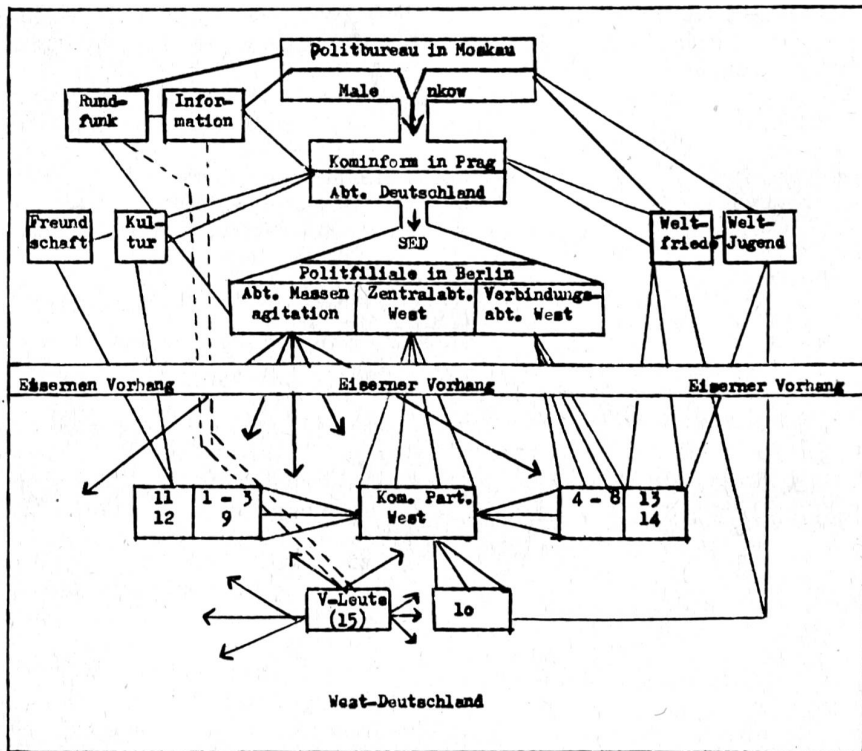 Politbureau in Moskau
Male nkow
Rund-
funk
Infor-
mation
Kominform in Prag
Abt. Deutschland
Freund
schaft
Kul-
tur
SED
Welt-
friede
Welt-
Jugend
Politfiliale in Berlin
Abt. Massen
agitation
Zentralabt.
West
Verbindungs-
abt. West
Eisernen Vorhang
Eiserner Vorhang
Eiserner Vorhang
11
12
1 - 3
9
Kom. Part.
West
4 - 8
13
14
V-Leute
(15)
10
West-Deutschland